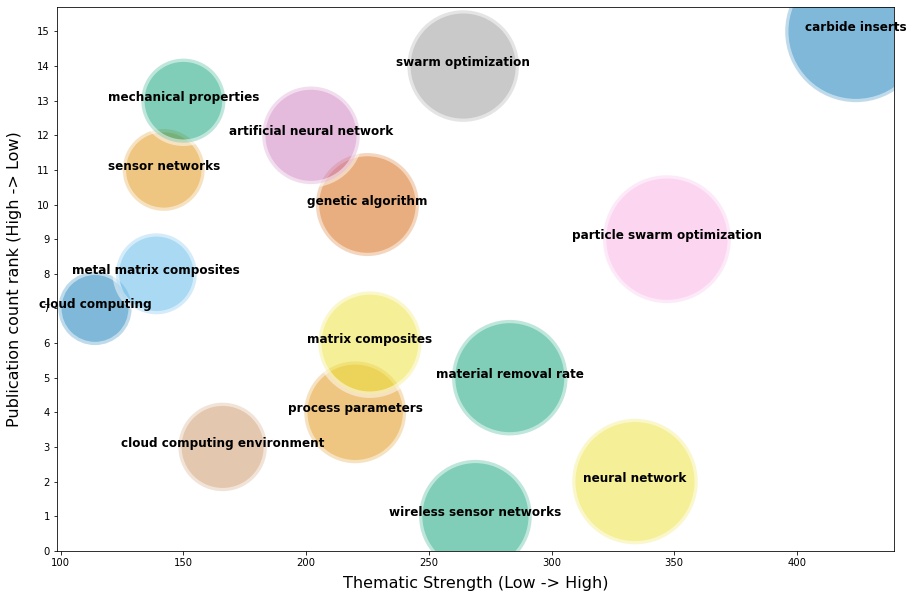 15
carbide inserts
14
swarm optimization
13
mechanical properties
12
artificial neural network
11
sensor networks
10
genetic algorithm
9
particle swarm optimization
8
metal matrix composites
7
cloud computing
6
matrix composites
5
material removal rate
4
process parameters
3
cloud computing environment
2
neural network
1
wireless sensor networks
0
100 150 200 250 300 350 400
Thematic Strength (Low -> High)
Publication count rank (High -> Low)